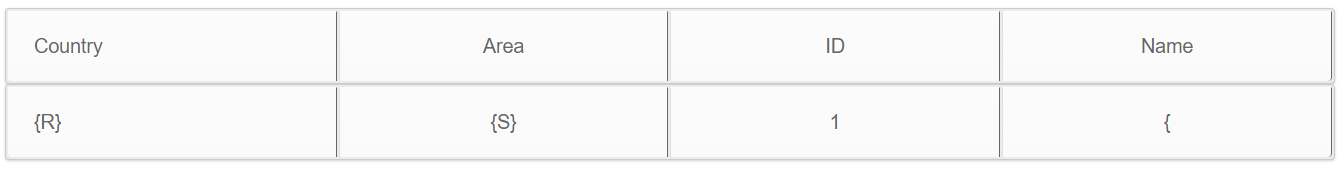 Country Area ID Name
{R} {S} 1 {